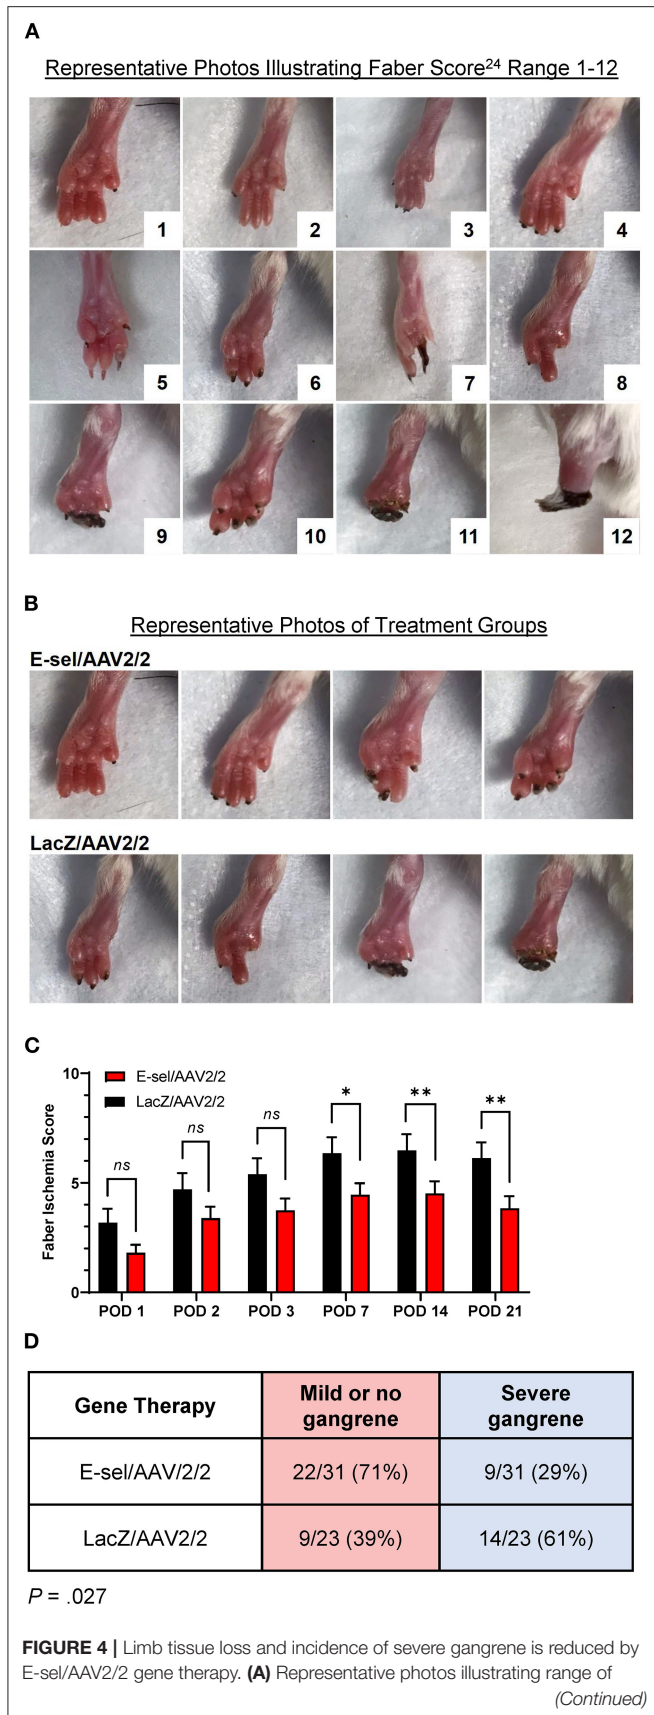 A
Representative Photos Illustrating Faber Score24 Range 1-12
1
2
3
4
5
6
7
8
9
10
11
12
B
Representative Photos of Treatment Groups
E-sel/AAV2/2
LacZ/AAV2/2
C
E-sel/AAV2/2
LacZ/AAV2/2
Faber Ischemia Score
10
5
0
ns
ns
ns
*
**
**
POD 1
POD 2
POD 3
POD 7
POD 14
POD 21
D
Gene Therapy
Mild or no
gangrene
Severe
gangrene
E-sel/AAV/2/2
22/31 (71%)
9/31 (29%)
LacZ/AAV2/2
9/23 (39%)
14/23 (61%)
P = .027
FIGURE 4 | Limb tissue loss and incidence of severe gangrene is reduced by
E-sel/AAV2/2 gene therapy. (A) Representative photos illustrating range of
(Continued)